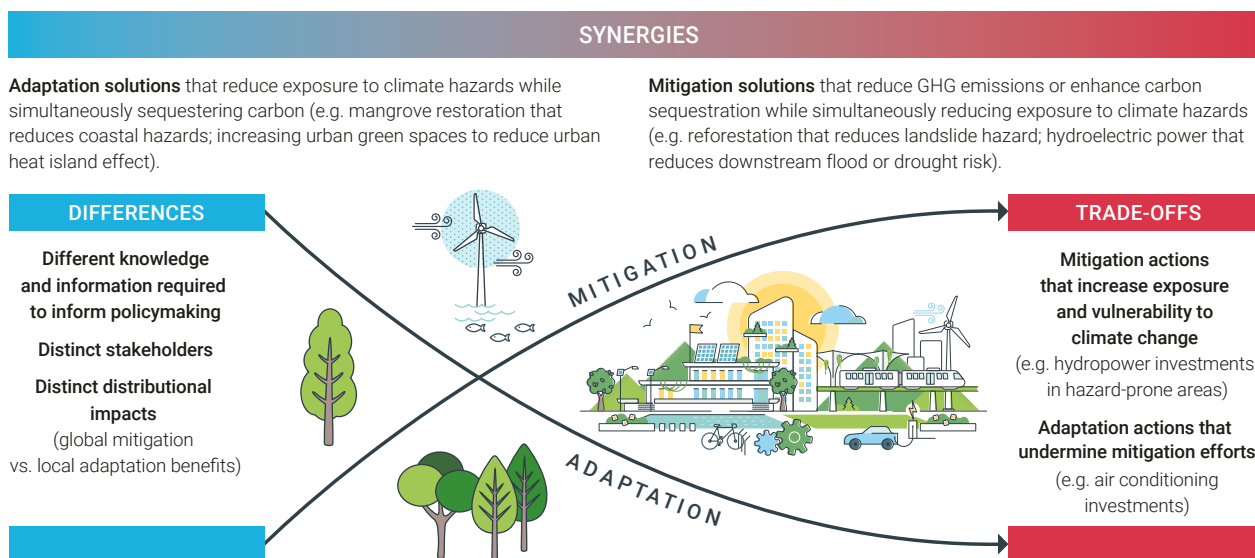 SYNERGIES
Adaptation solutions that reduce exposure to climate hazards while
simultaneously sequestering carbon (e.g. mangrove restoration that
reduces coastal hazards; increasing urban green spaces to reduce urban
heat island effect).
Mitigation solutions that reduce GHG emissions or enhance carbon
sequestration while simultaneously reducing exposure to climate hazards
(e.g. reforestation that reduces landslide hazard; hydroelectric power that
reduces downstream flood or drought risk).
DIFFERENCES
Different knowledge
and information required
to inform policymaking
Distinct stakeholders
Distinct distributional
impacts
(global mitigation
vs. local adaptation benefits)
MITIGATION
ADAPTATION
TRADE-OFFS
Mitigation actions
that increase exposure
and vulnerability to
climate change
(e.g. hydropower investments
in hazard-prone areas)
Adaptation actions that
undermine mitigation efforts
(e.g. air conditioning
investments)